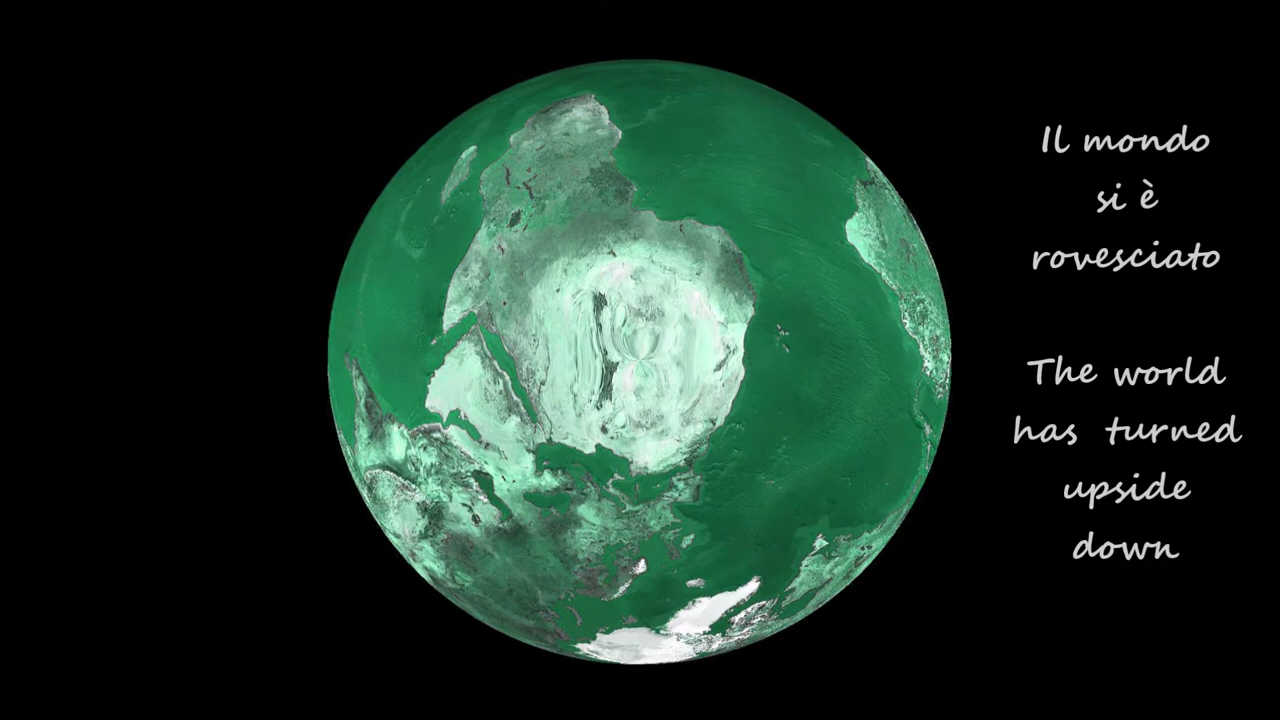 Il mondo
si è
rovesciato
The world
has turned
upside
down